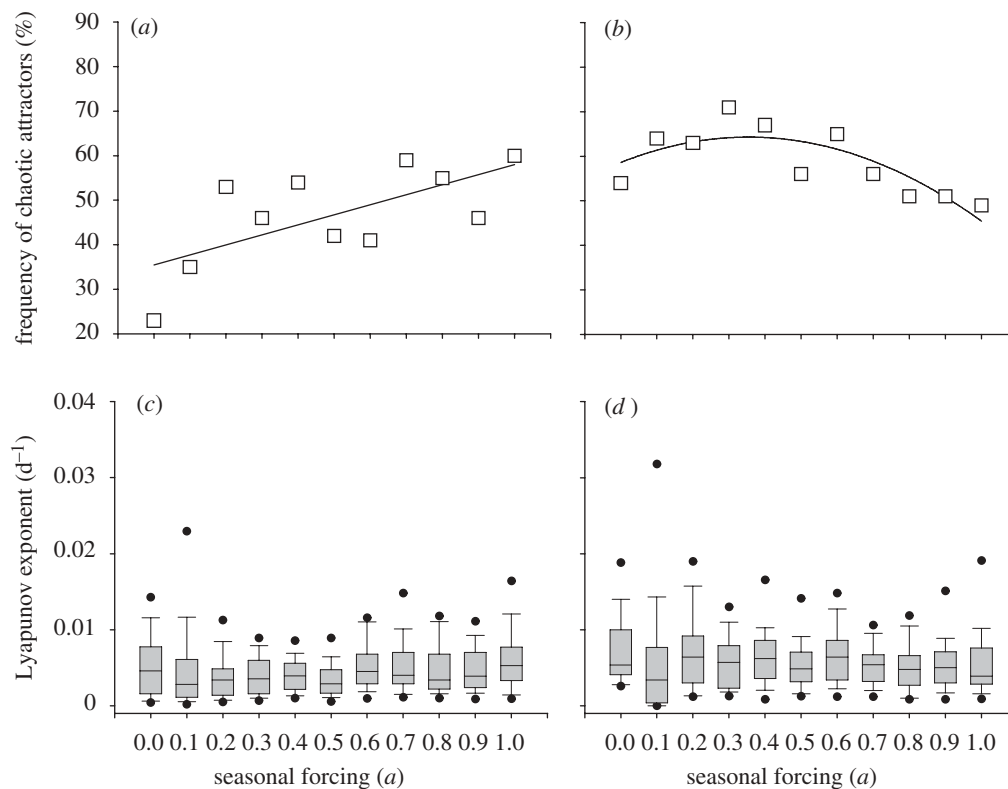 (a)
(b)
frequency of chaotic attractors (%)
90
80
70
60
50
40
30
20
(c)
(d)
Lyapunov exponent (d⁻¹)
0.04
0.03
0.02
0.01
0
0.0 0.1 0.2 0.3 0.4 0.5 0.6 0.7 0.8 0.9 1.0
0.0 0.1 0.2 0.3 0.4 0.5 0.6 0.7 0.8 0.9 1.0
seasonal forcing (a)
seasonal forcing (a)